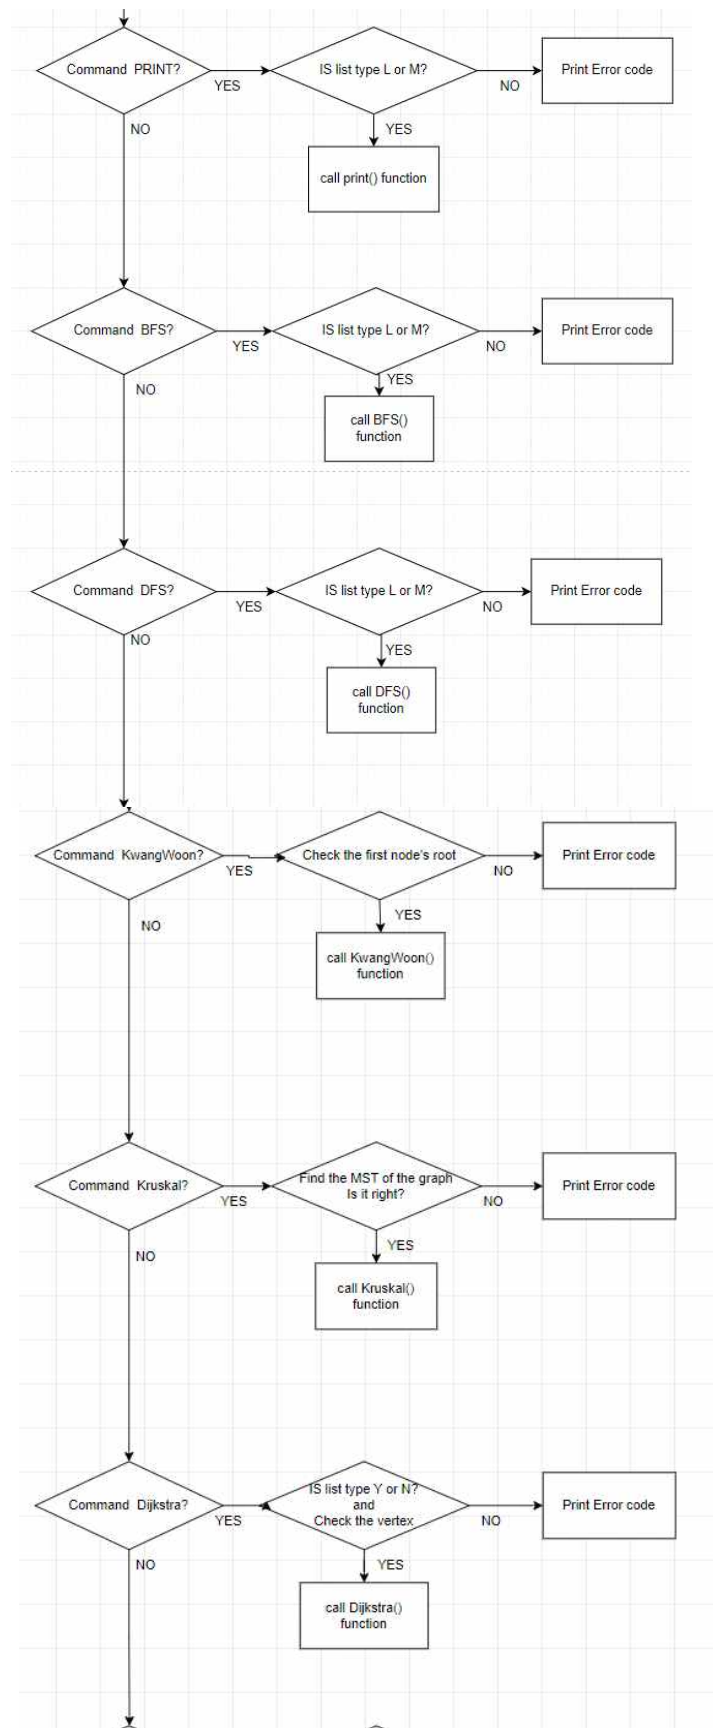 Command PRINT?
YES
IS list type L or M?
NO
Print Error code
NO
YES
call print() function
Command BFS?
YES
IS list type L or M?
NO
Print Error code
NO
YES
call BFS()
function
Command DFS?
YES
IS list type L or M?
NO
Print Error code
NO
YES
call DFS()
function
Command KwangWoon?
YES
Check the first node's root
NO
Print Error code
NO
YES
call KwangWoon()
function
Command Kruskal?
YES
Find the MST of the graph
Is it right?
NO
Print Error code
NO
YES
call Kruskal()
function
Command Dijkstra?
YES
IS list type Y or N?
and
Check the vertex
NO
Print Error code
NO
YES
call Dijkstra()
function